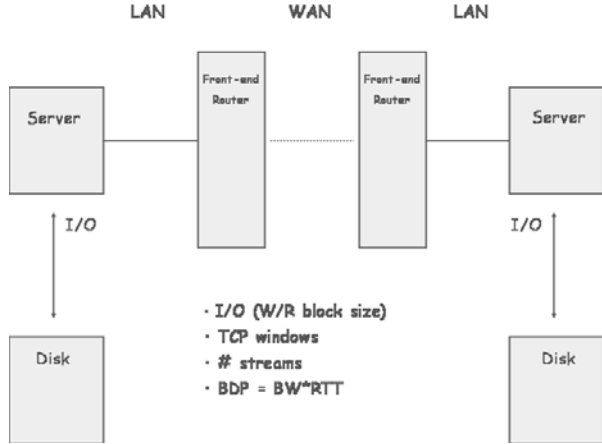 LAN WAN LAN
Server
Front-end
Router
Front-end
Router
Server
I/O
I/O
· I/O (W/R block size)
· TCP windows
· # streams
· BDP = BW*RTT
Disk
Disk